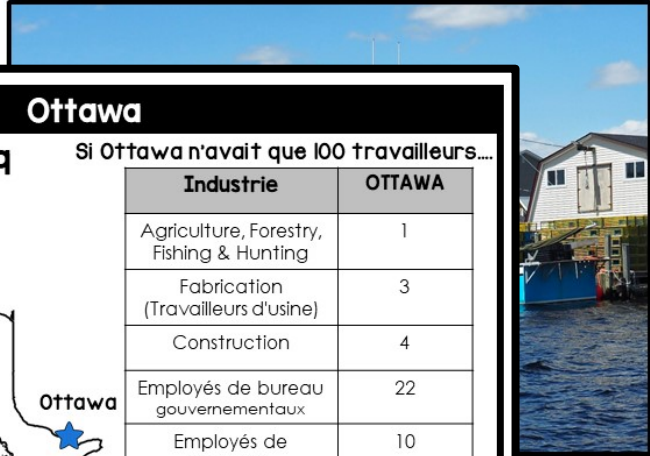 Ottawa
q
Si Ottawa n'avait que 100 travailleurs....
Industrie OTTAWA
Agriculture, Forestry, 1
Fishing & Hunting
Fabrication 3
(Travailleurs d'usine)
Construction 4
Employés de bureau 22
gouvernementaux
Ottawa
Employés de 10